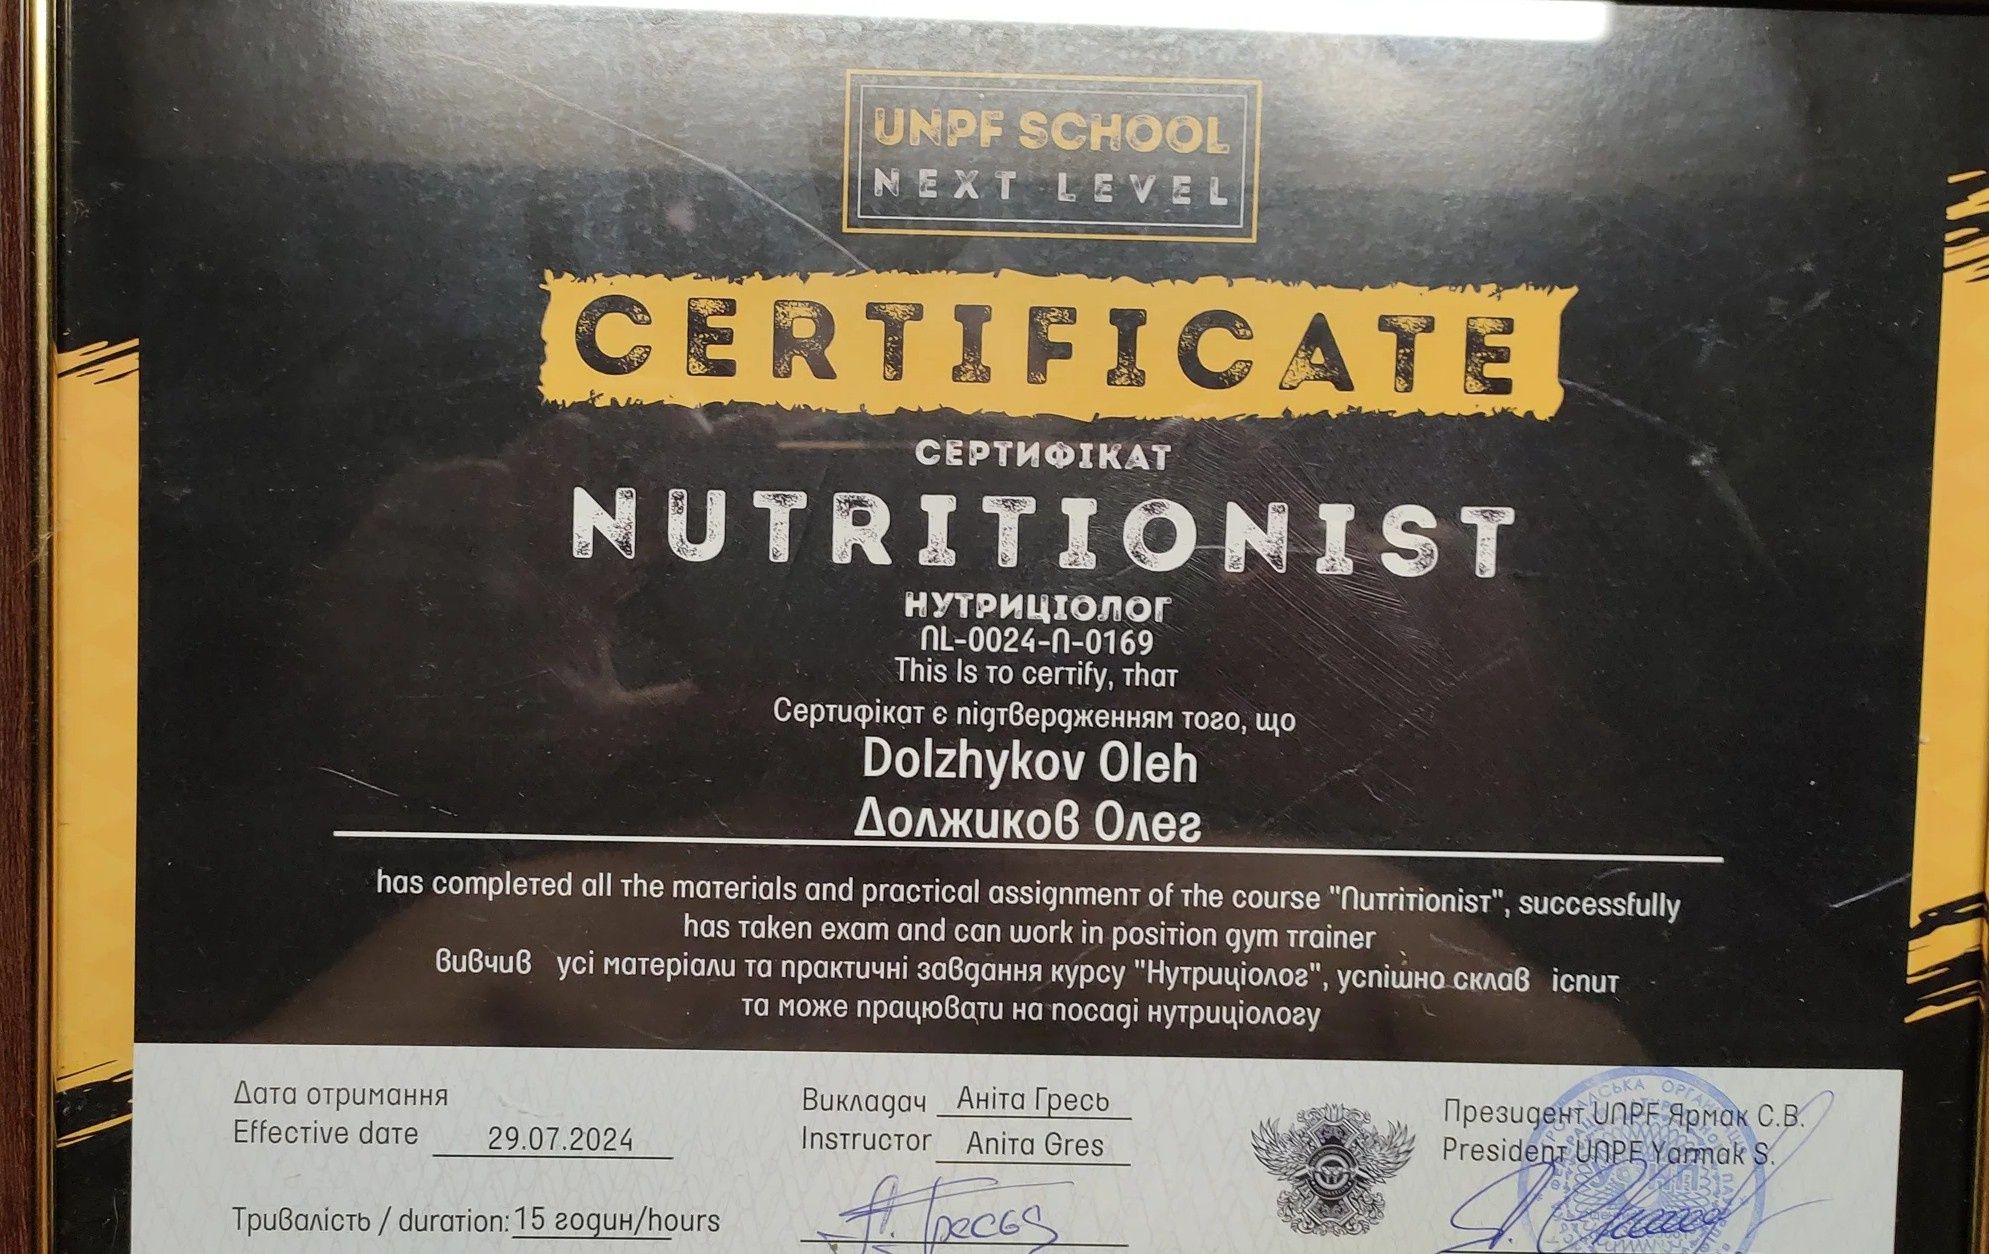 UNPF SCHOOL
NEXT LEVEL
CERTIFICATE
СЕРТИФІКАТ
NUTRITIONIST
НУТРИЦІОЛОГ
NL-0024-N-0169
This Is to certify, that
Сертифікат є підтвердженням того, що
Dolzhykov Oleh
Должиков Олег
has completed all the materials and practical assignment of the course "Nutritionist", successfully
has taken exam and can work in position gym trainer
вивчив усі матеріали та практичні завдання курсу "Нутриціолог", успішно склав іспит
та може працювати на посаді нутриціологу
Дата отримання
Effective date 29.07.2024
Тривалість / duration: 15 годин/hours
Викладач Аніта Гресь
Instructor Anita Gres
Президент UNPF Ярмак С.В.
President UNPF Yarmak S.